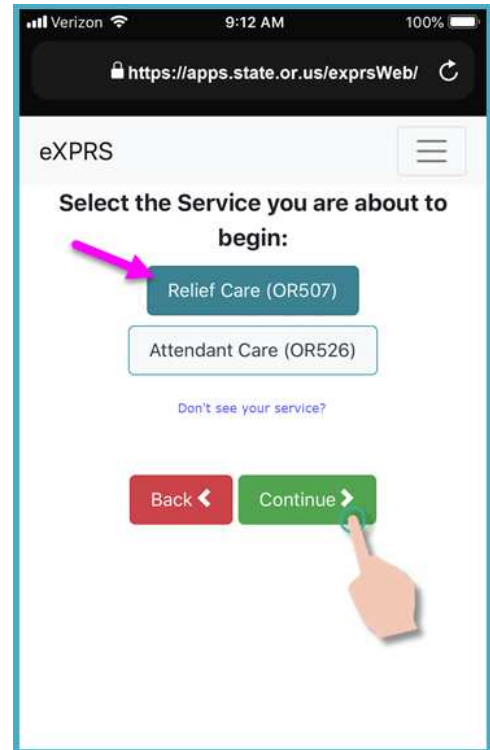 Verizon 9:12 AM 100%
https://apps.state.or.us/exprsWeb/
eXPRS
Select the Service you are about to
begin:
Relief Care (OR507)
Attendant Care (OR526)
Don't see your service?
Back Continue